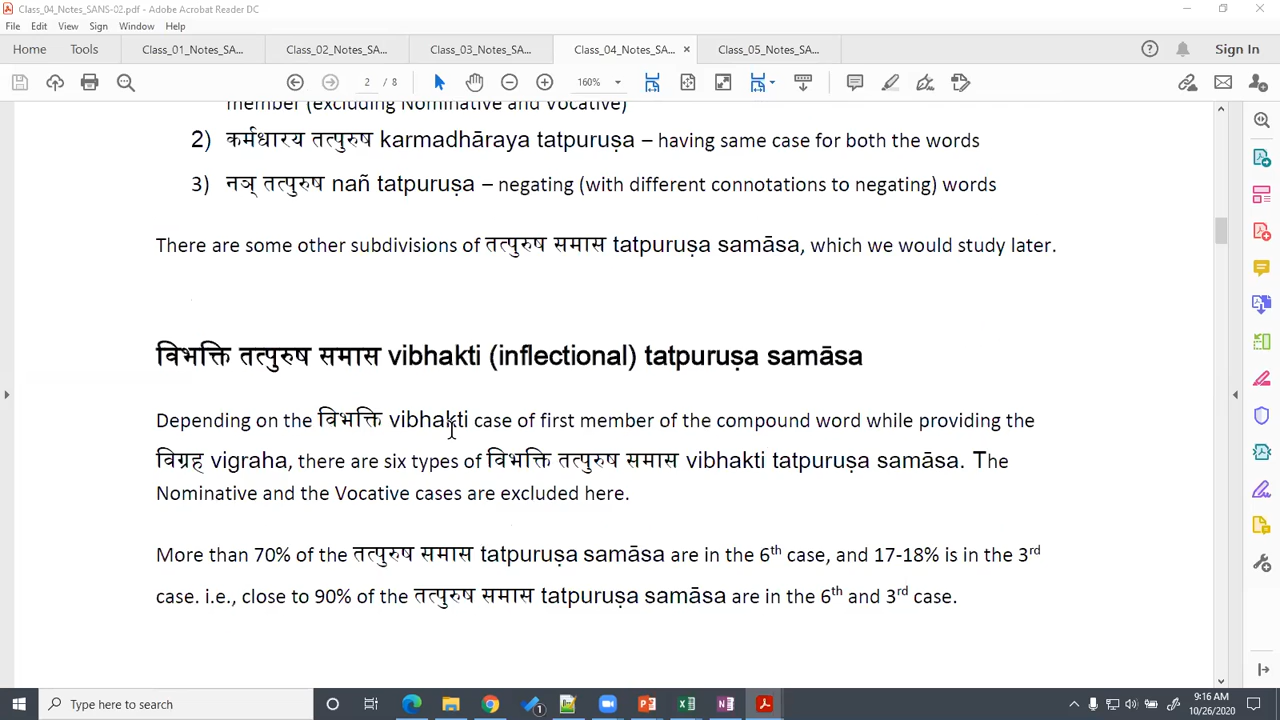 Class_04_Notes_SANS-02.pdf - Adobe Acrobat Reader DC
File Edit View Sign Window Help
Home Tools Class_01_Notes_SA... Class_02_Notes_SA... Class_03_Notes_SA... Class_04_Notes_SA... × Class_05_Notes_SA... Sign In
2 / 8 160%
member (excluding Nominative and Vocative)
2) कर्मधारय तत्पुरुष karmadhāraya tatpuruṣa – having same case for both the words
3) नञ् तत्पुरुष nañ tatpuruṣa – negating (with different connotations to negating) words
There are some other subdivisions of तत्पुरुष समास tatpuruṣa samāsa, which we would study later.
विभक्ति तत्पुरुष समास vibhakti (inflectional) tatpuruṣa samāsa
Depending on the विभक्ति vibhakti case of first member of the compound word while providing the
विग्रह vigraha, there are six types of विभक्ति तत्पुरुष समास vibhakti tatpuruṣa samāsa. The
Nominative and the Vocative cases are excluded here.
More than 70% of the तत्पुरुष समास tatpuruṣa samāsa are in the 6th case, and 17-18% is in the 3rd
case. i.e., close to 90% of the तत्पुरुष समास tatpuruṣa samāsa are in the 6th and 3rd case.
Type here to search
9:16 AM
10/26/2020